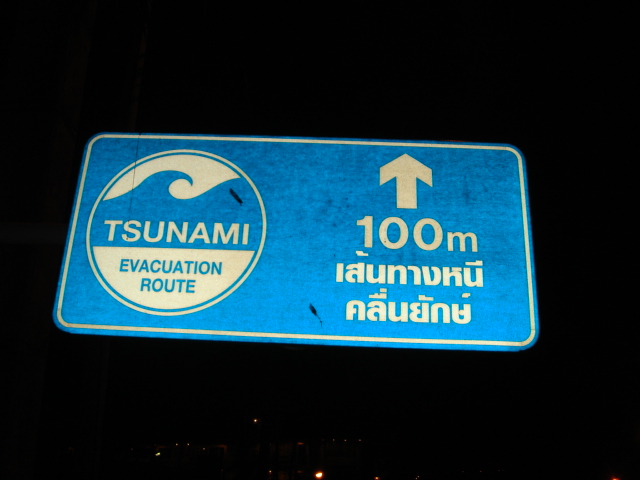 TSUNAMI
EVACUATION
ROUTE
100m
เส้นทางหนี
คลื่นยักษ์